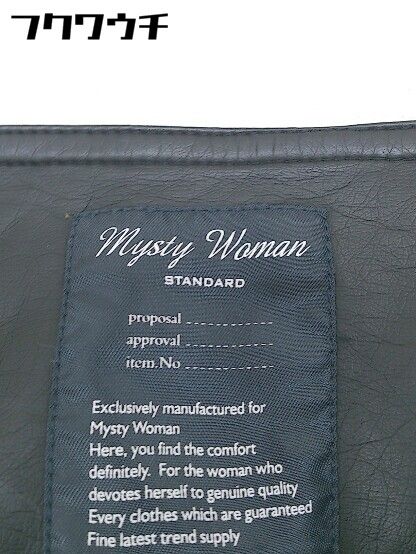 フクワウチ
Mysty Woman
STANDARD
proposal
approval
item.No
Exclusively manufactured for
Mysty Woman
Here, you find the comfort
definitely. For the woman who
devotes herself to genuine quality
Every clothes which are guaranteed
Fine latest trend supply